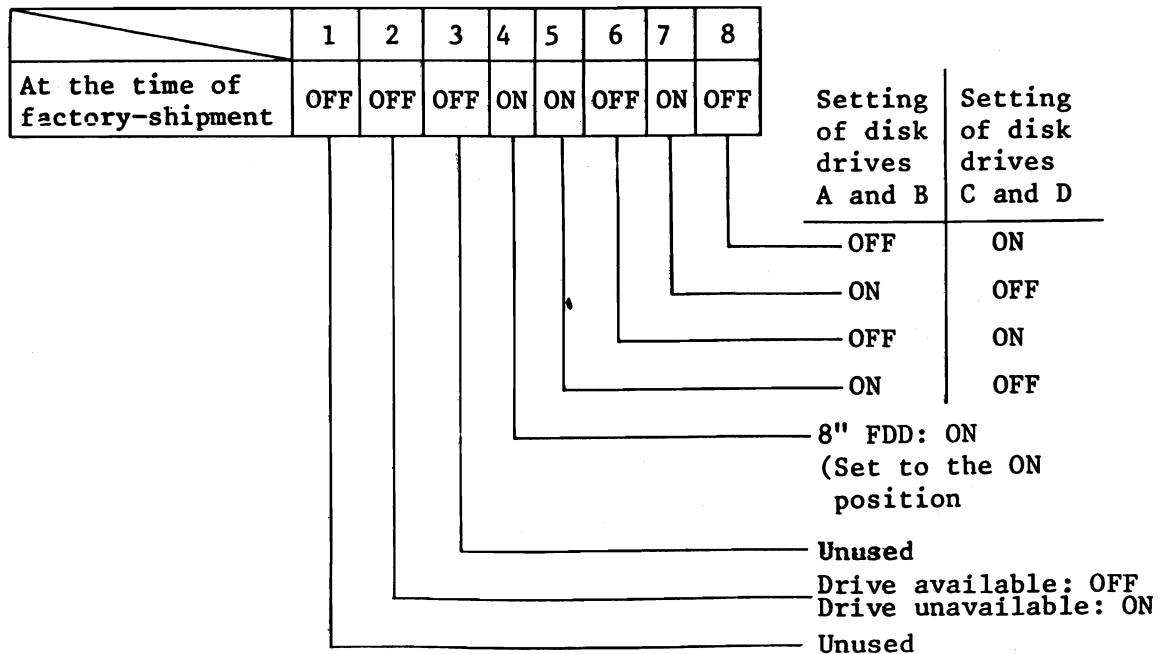 1 2 3 4 5 6 7 8
At the time of
factory-shipment
OFF OFF OFF ON ON OFF ON OFF
Setting
of disk
drives
A and B
Setting
of disk
drives
C and D
OFF ON
ON OFF
OFF ON
ON OFF
8" FDD: ON
(Set to the ON
position
Unused
Drive available: OFF
Drive unavailable: ON
Unused